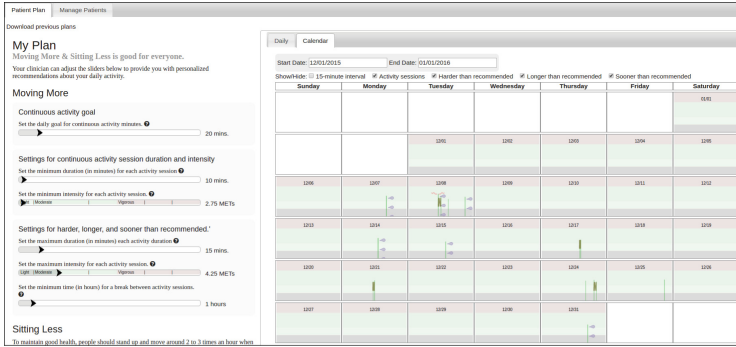 Patient Plan
Manage Patients
Download previous plans
My Plan
Moving More & Sitting Less is good for everyone.
Your clinician can adjust the sliders below to provide you with personalized
recommendations about your daily activity.
Moving More
Continuous activity goal
Set the daily goal for continuous activity minutes.
20 mins.
Settings for continuous activity session duration and intensity
Set the minimum duration (in minutes) for each activity session
10 mins.
Set the minimum intensity for each activity session.
Moderate Vigorous
2.75 METs
Settings for harder, longer, and sooner than recommended.'
Set the maximum duration (in minutes) each activity duration
15 mins.
Set the maximum intensity for each activity session.
Light Moderate Vigorous
4.25 METs
Set the minimum time (in hours) for a break between activity sessions.
1 hours
Sitting Less
To maintain good health, people should stand up and move around 2 to 3 times an hour when
Daily
Calendar
Start Date: 12/01/2015 End Date: 01/01/2016
Show/Hide: 15-minute interval Activity sessions Harder than recommended Longer than recommended Sooner than recommended
Sunday Monday Tuesday Wednesday Thursday Friday Saturday
01/01
12/01 12/02 12/03 12/04 12/05
12/06 12/07 12/08 12/09 12/10 12/11 12/12
12/13 12/14 12/15 12/16 12/17 12/18 12/19
12/20 12/21 12/22 12/23 12/24 12/25 12/26
12/27 12/28 12/29 12/30 12/31